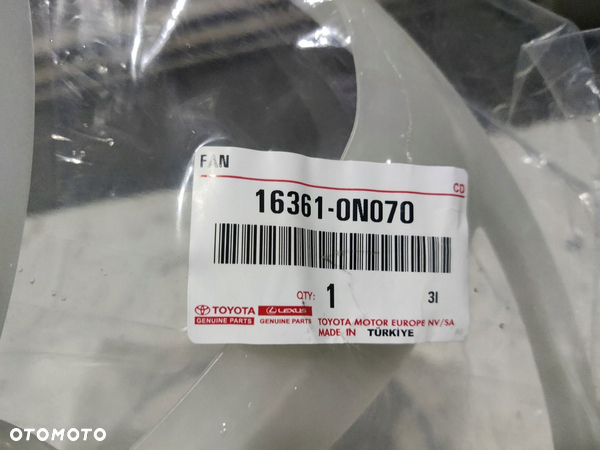 FAN
CD
16361-0N070
QTY: 1 3I
TOYOTA LEXUS
GENUINE PARTS GENUINE PARTS
TOYOTA MOTOR EUROPE NV/SA
MADE IN TÜRKIYE
OTOMOTO